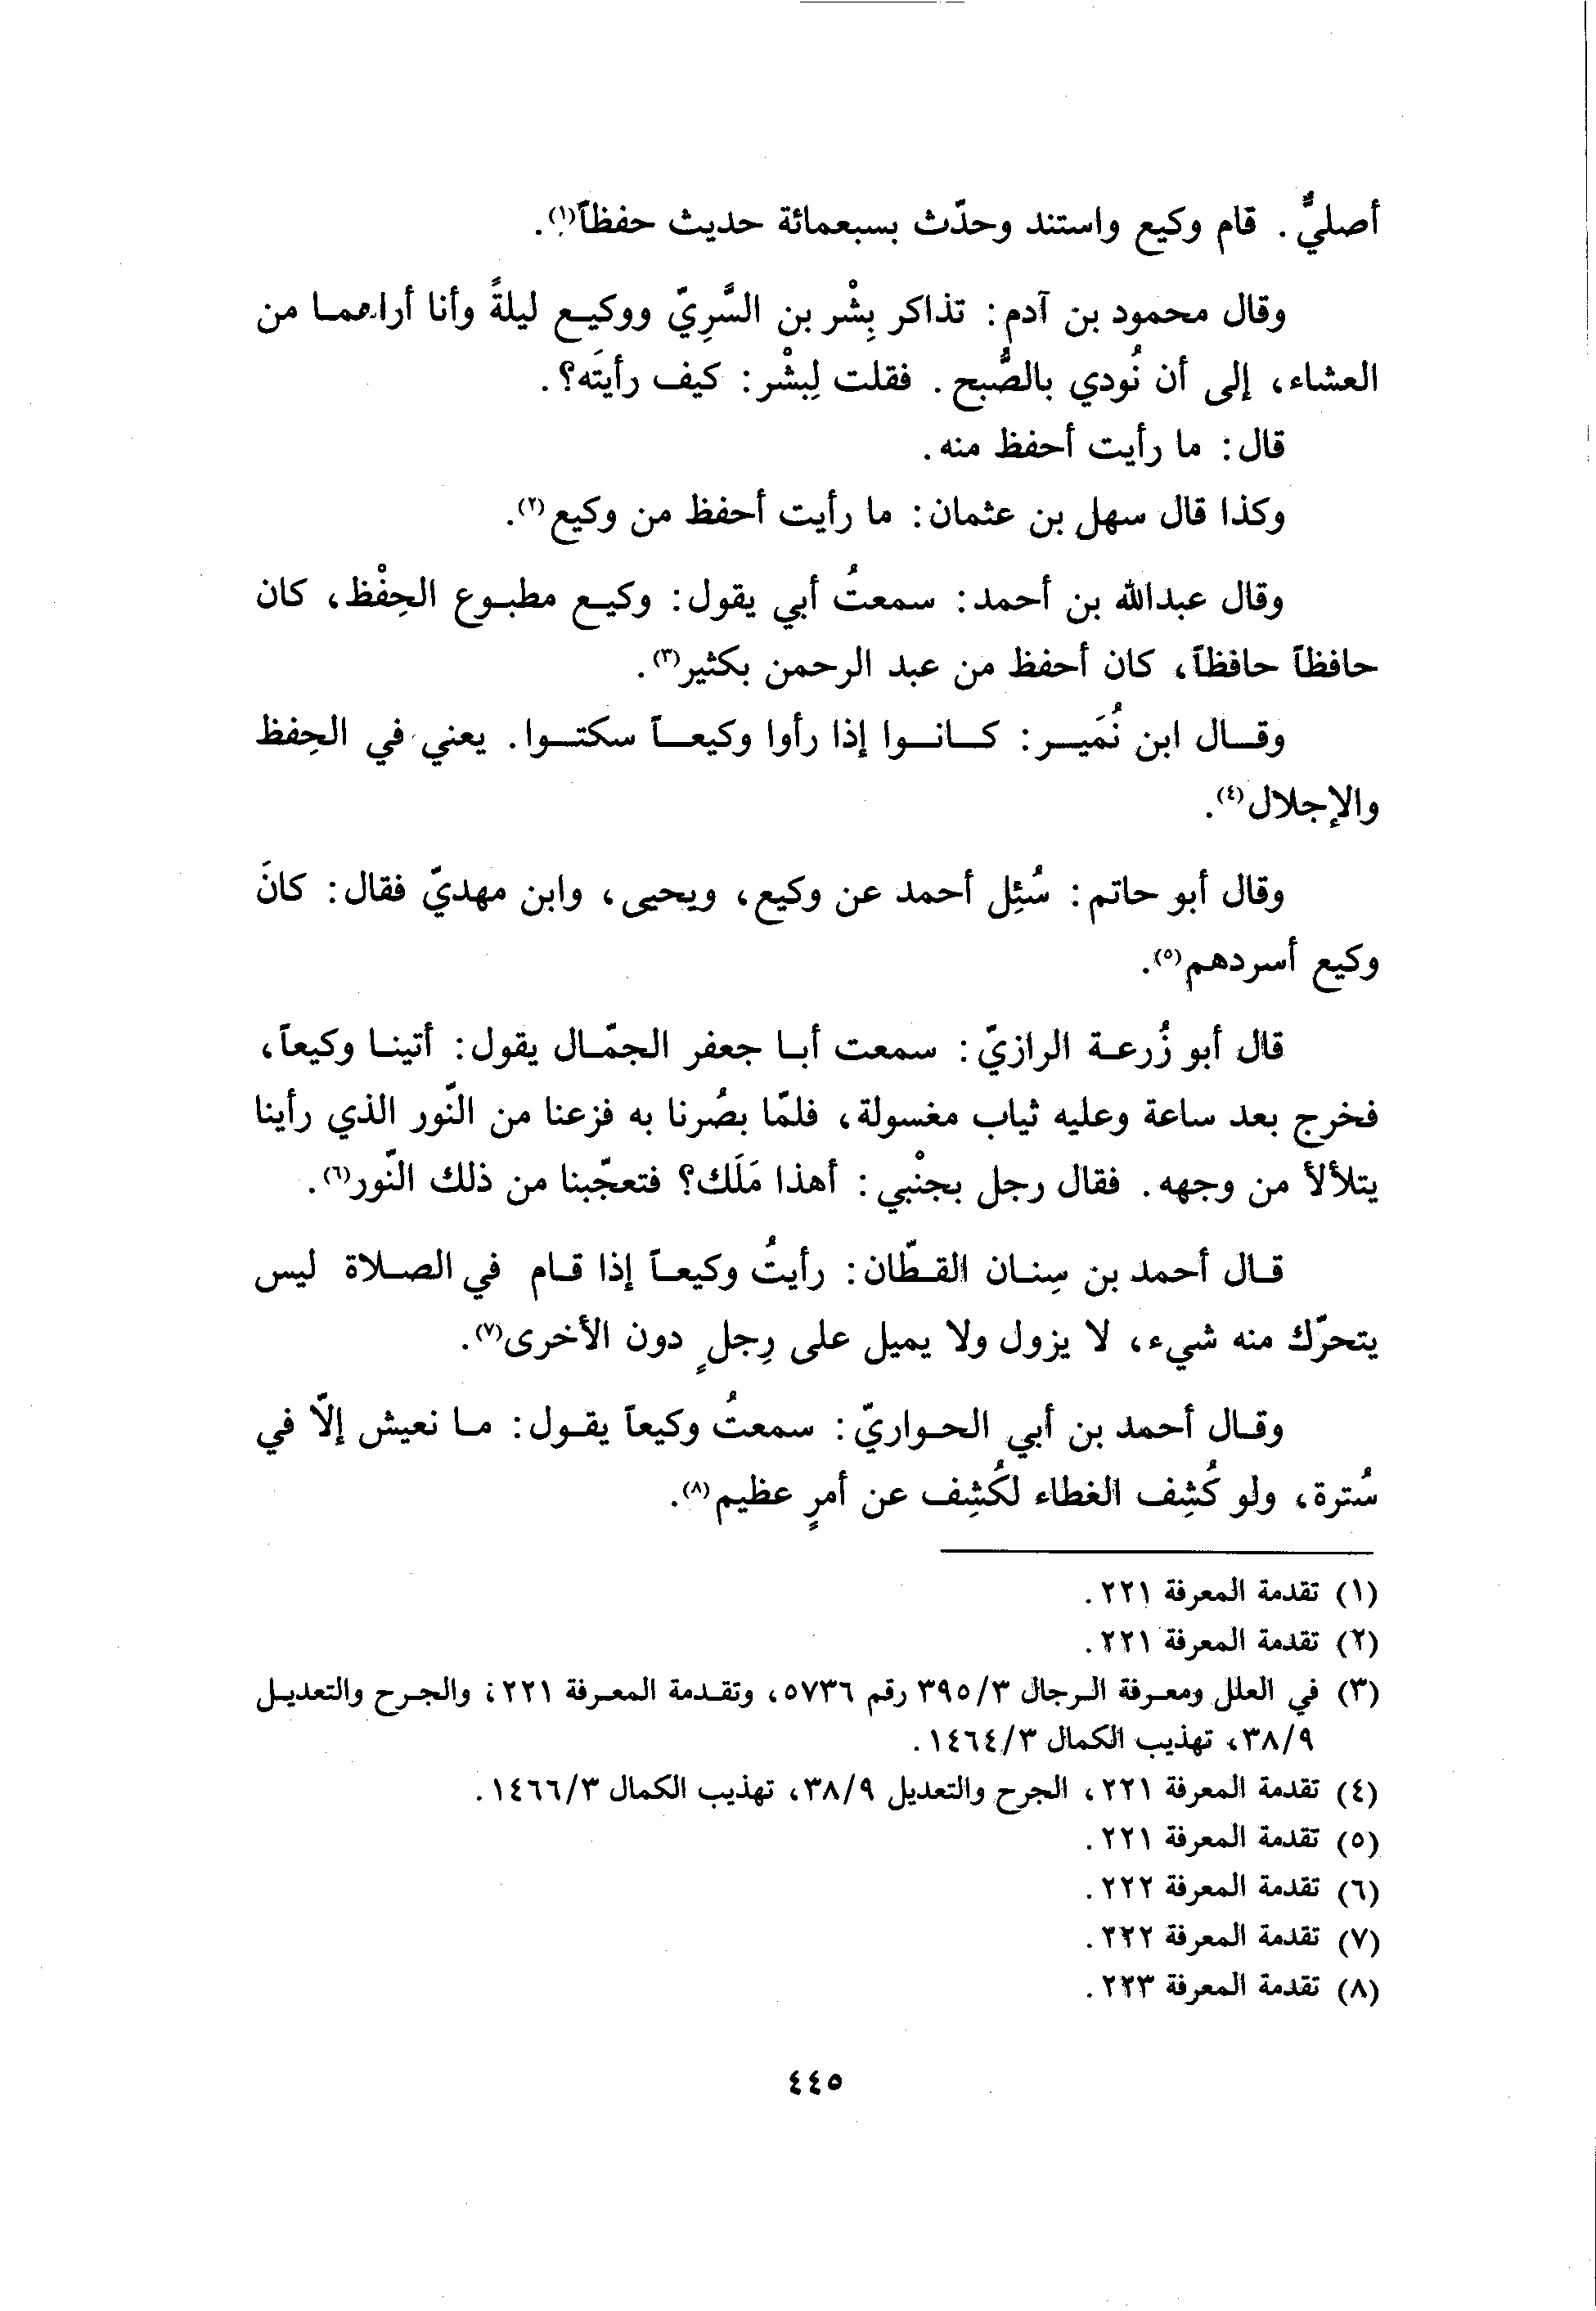 أصليٌّ. قام وكيع واستند وحدّث بسبعمائة حديث حفظاً(١).
وقال محمود بن آدم: تذاكر بِشْر بن السَّرِيّ ووكيع ليلةً وأنا أراهما من
العشاء، إلى أن نُودي بالصُّبح. فقلت لِبشْر: كيف رأيتَه؟.
قال: ما رأيت أحفظ منه.
وكذا قال سهل بن عثمان: ما رأيت أحفظ من وكيع(٢).
وقال عبدالله بن أحمد: سمعتُ أبي يقول: وكيع مطبوع الحِفْظ، كان
حافظاً حافظاً، كان أحفظ من عبد الرحمن بكثير(٣).
وقال ابن نُمَير: كانوا إذا رأوا وكيعاً سكتوا. يعني في الحِفظ
والإجلال(٤).
وقال أبو حاتم: سُئِل أحمد عن وكيع، ويحيى، وابن مهديّ فقال: كانَ
وكيع أسردهم(٥).
قال أبو زُرعة الرازيّ: سمعت أبا جعفر الجمّال يقول: أتينا وكيعاً،
فخرج بعد ساعة وعليه ثياب مغسولة، فلمّا بصُرنا به فزعنا من النّور الذي رأينا
يتلألأ من وجهه. فقال رجل بجنْبي: أهذا مَلَك؟ فتعجّبنا من ذلك النّور(٦).
قال أحمد بن سِنان القطّان: رأيتُ وكيعاً إذا قام في الصلاة ليس
يتحرّك منه شيء، لا يزول ولا يميل على رِجلٍ دون الأخرى(٧).
وقال أحمد بن أبي الحواريّ: سمعتُ وكيعاً يقول: ما نعيش إلّا في
سُترة، ولو كُشِف الغطاء لكُشِف عن أمرٍ عظيم(٨).
(١) تقدمة المعرفة ٢٢١.
(٢) تقدمة المعرفة ٢٢١.
(٣) في العلل ومعرفة الرجال ٣/٣٩٥ رقم ٥٧٣٦، وتقدمة المعرفة ٢٢١؛ والجرح والتعديل
٩/٣٨، تهذيب الكمال ٣/١٤٦٤.
(٤) تقدمة المعرفة ٢٢١، الجرح والتعديل ٩/٣٨، تهذيب الكمال ٣/١٤٦٦.
(٥) تقدمة المعرفة ٢٢١.
(٦) تقدمة المعرفة ٢٢٢.
(٧) تقدمة المعرفة ٢٢٢.
(٨) تقدمة المعرفة ٢٢٣.
٤٤٥